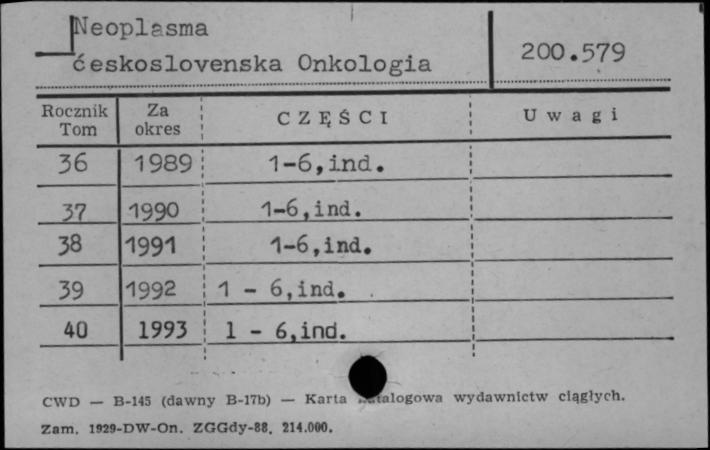 Neoplasma
ćeskoslovenska Onkologia
200.579
Rocznik Tom | Za okres | CZĘŚCI | Uwagi
36 | 1989 | 1-6,ind.
37 | 1990 | 1-6,ind.
38 | 1991 | 1-6,ind.
39 | 1992 | 1 - 6,ind.
40 | 1993 | 1 - 6,ind.
CWD — B-145 (dawny B-17b) — Karta wydawnictw ciągłych.
Zam. 1929-DW-On. ZGGdy-88. 214.000.